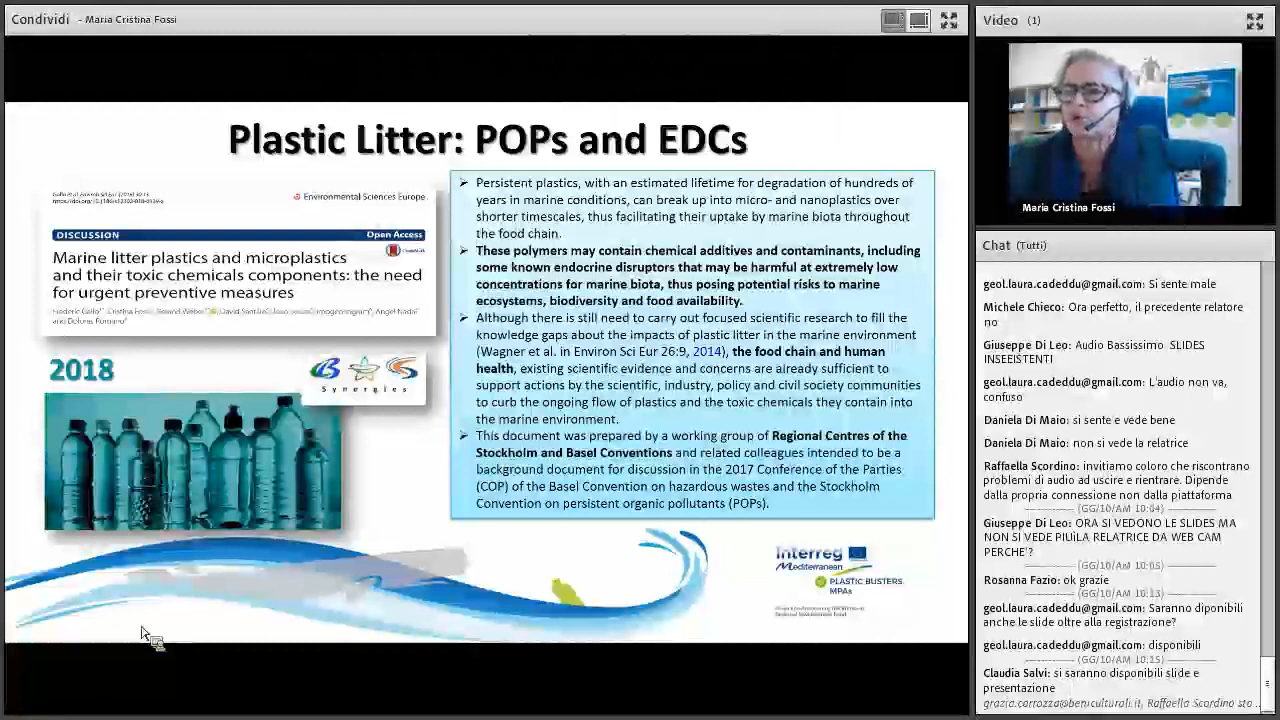 Condividi - Maria Cristina Fossi
Plastic Litter: POPs and EDCs
Environmental Sciences Europe
DISCUSSION
Open Access
Marine litter plastics and microplastics
and their toxic chemicals components: the need
for urgent preventive measures
2018
Synergies
➢ Persistent plastics, with an estimated lifetime for degradation of hundreds of
years in marine conditions, can break up into micro- and nanoplastics over
shorter timescales, thus facilitating their uptake by marine biota throughout
the food chain.
➢ These polymers may contain chemical additives and contaminants, including
some known endocrine disruptors that may be harmful at extremely low
concentrations for marine biota, thus posing potential risks to marine
ecosystems, biodiversity and food availability.
➢ Although there is still need to carry out focused scientific research to fill the
knowledge gaps about the impacts of plastic litter in the marine environment
(Wagner et al. in Environ Sci Eur 26:9, 2014), the food chain and human
health, existing scientific evidence and concerns are already sufficient to
support actions by the scientific, industry, policy and civil society communities
to curb the ongoing flow of plastics and the toxic chemicals they contain into
the marine environment.
➢ This document was prepared by a working group of Regional Centres of the
Stockholm and Basel Conventions and related colleagues intended to be a
background document for discussion in the 2017 Conference of the Parties
(COP) of the Basel Convention on hazardous wastes and the Stockholm
Convention on persistent organic pollutants (POPs).
Interreg
Mediterranean
PLASTIC BUSTERS
MPAs
Video (1)
Maria Cristina Fossi
Chat (Tutti)
geol.laura.cadeddu@gmail.com: Si sente male
Michele Chieco: Ora perfetto, il precedente relatore
no
Giuseppe Di Leo: Audio Bassissimo SLIDES
INSEEISTENTI
geol.laura.cadeddu@gmail.com: L'audio non va,
confuso
Daniela Di Maio: si sente e vede bene
Daniela Di Maio: non si vede la relatrice
Raffaella Scordino: invitiamo coloro che riscontrano
problemi di audio ad uscire e rientrare. Dipende
dalla propria connessione non dalla piattaforma
(GG/10/AM 10:04)
Giuseppe Di Leo: ORA SI VEDONO LE SLIDES MA
NON SI VEDE PIUìLA RELATRICE DA WEB CAM
PERCHE'?
(GG/10/AM 10:05)
Rosanna Fazio: ok grazie
(GG/10/AM 10:13)
geol.laura.cadeddu@gmail.com: Saranno diponibili
anche le slide oltre alla registrazione?
geol.laura.cadeddu@gmail.com: disponibili
(GG/10/AM 10:15)
Claudia Salvi: si saranno disponibili slide e
presentazione
grazia.carrozza@beniculturali.it, Raffaella Scordino sto ...